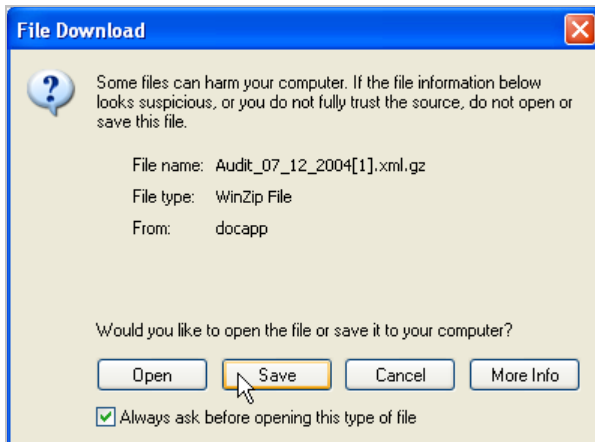 File Download
Some files can harm your computer. If the file information below
looks suspicious, or you do not fully trust the source, do not open or
save this file.
File name: Audit_07_12_2004[1].xml.gz
File type: WinZip File
From: docapp
Would you like to open the file or save it to your computer?
Open Save Cancel More Info
Always ask before opening this type of file